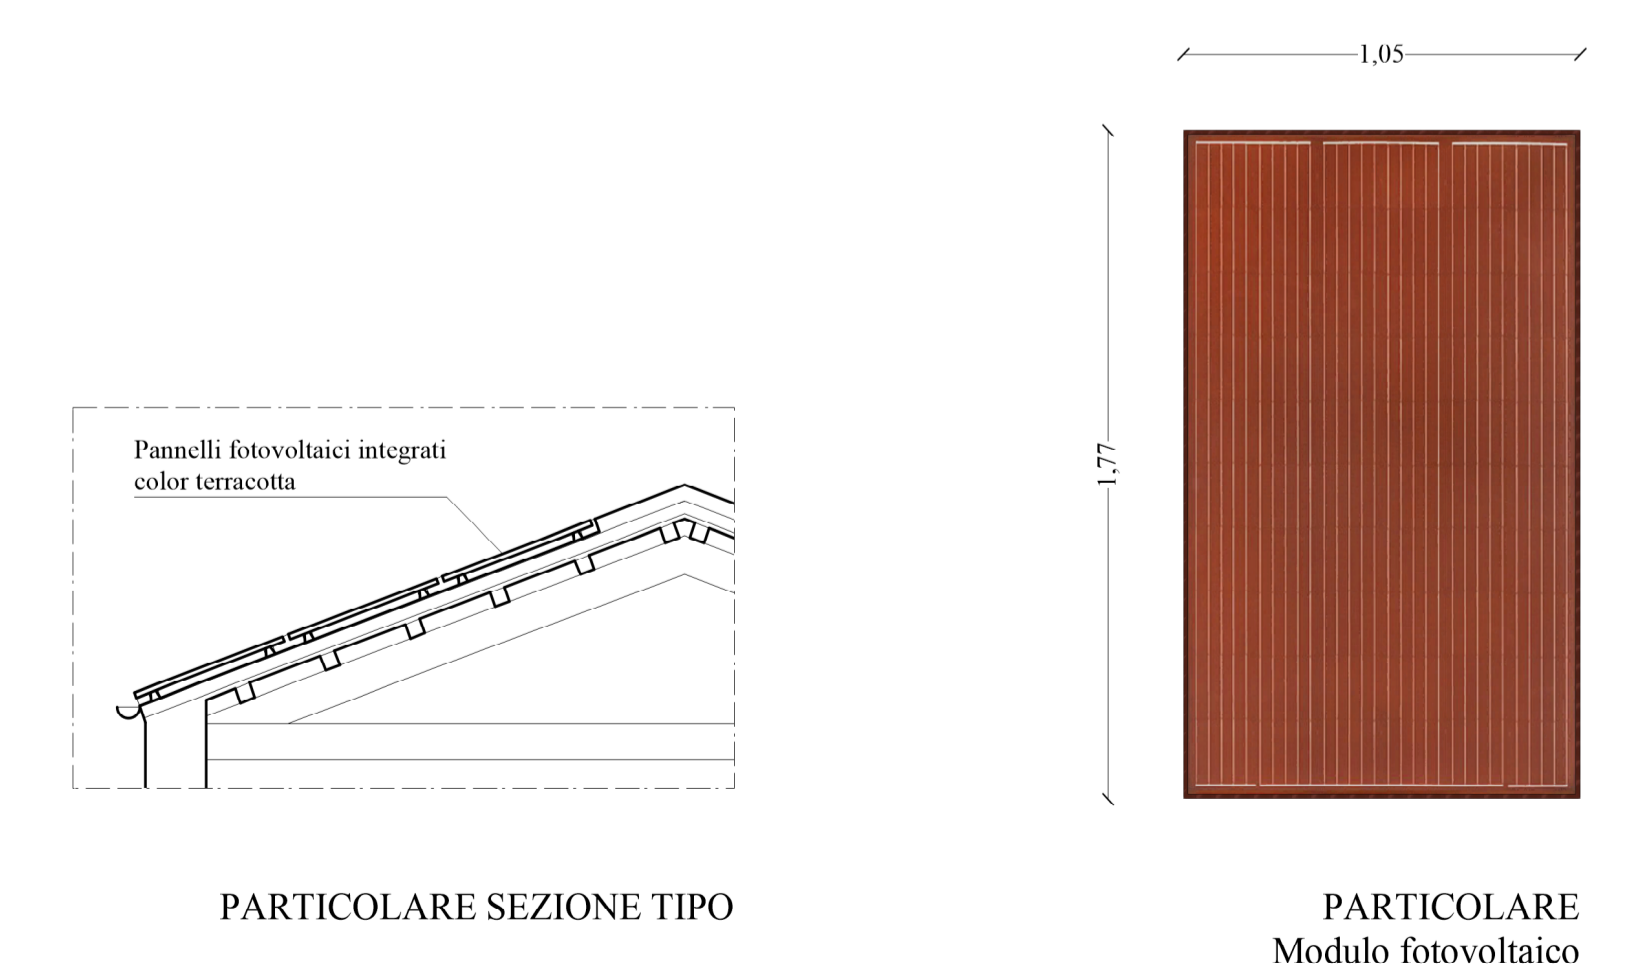 1,05
1,77
Pannelli fotovoltaici integrati
color terracotta
PARTICOLARE SEZIONE TIPO
PARTICOLARE
Modulo fotovoltaico